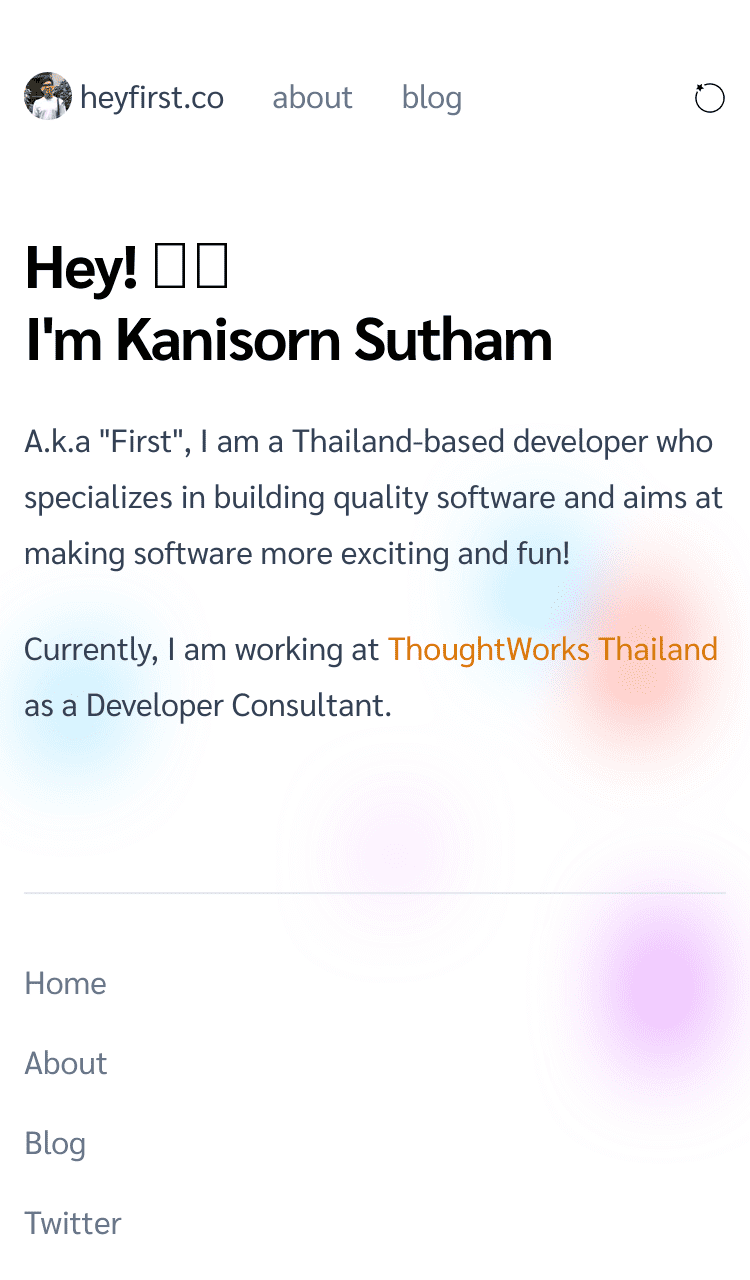 heyfirst.co about blog
Hey!
I'm Kanisorn Sutham
A.k.a "First", I am a Thailand-based developer who
specializes in building quality software and aims at
making software more exciting and fun!
Currently, I am working at ThoughtWorks Thailand
as a Developer Consultant.
Home
About
Blog
Twitter